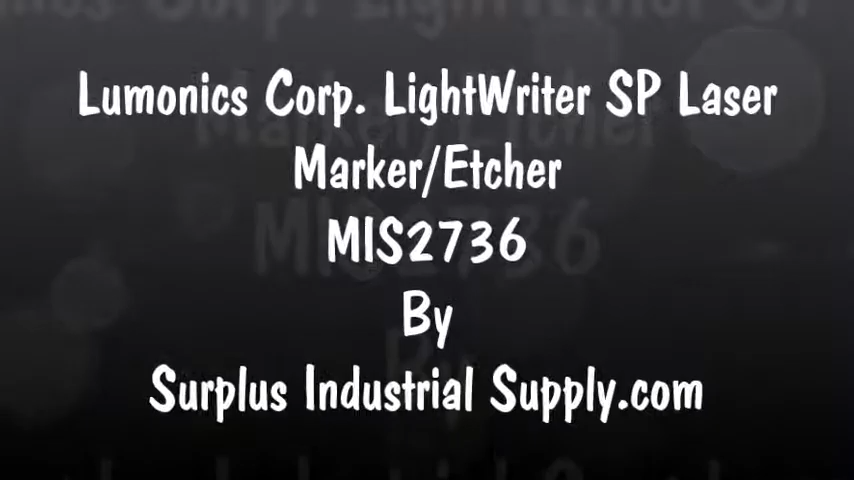 Lumonics Corp. LightWriter SP Laser
Marker/Etcher
MIS2736
By
Surplus Industrial Supply.com